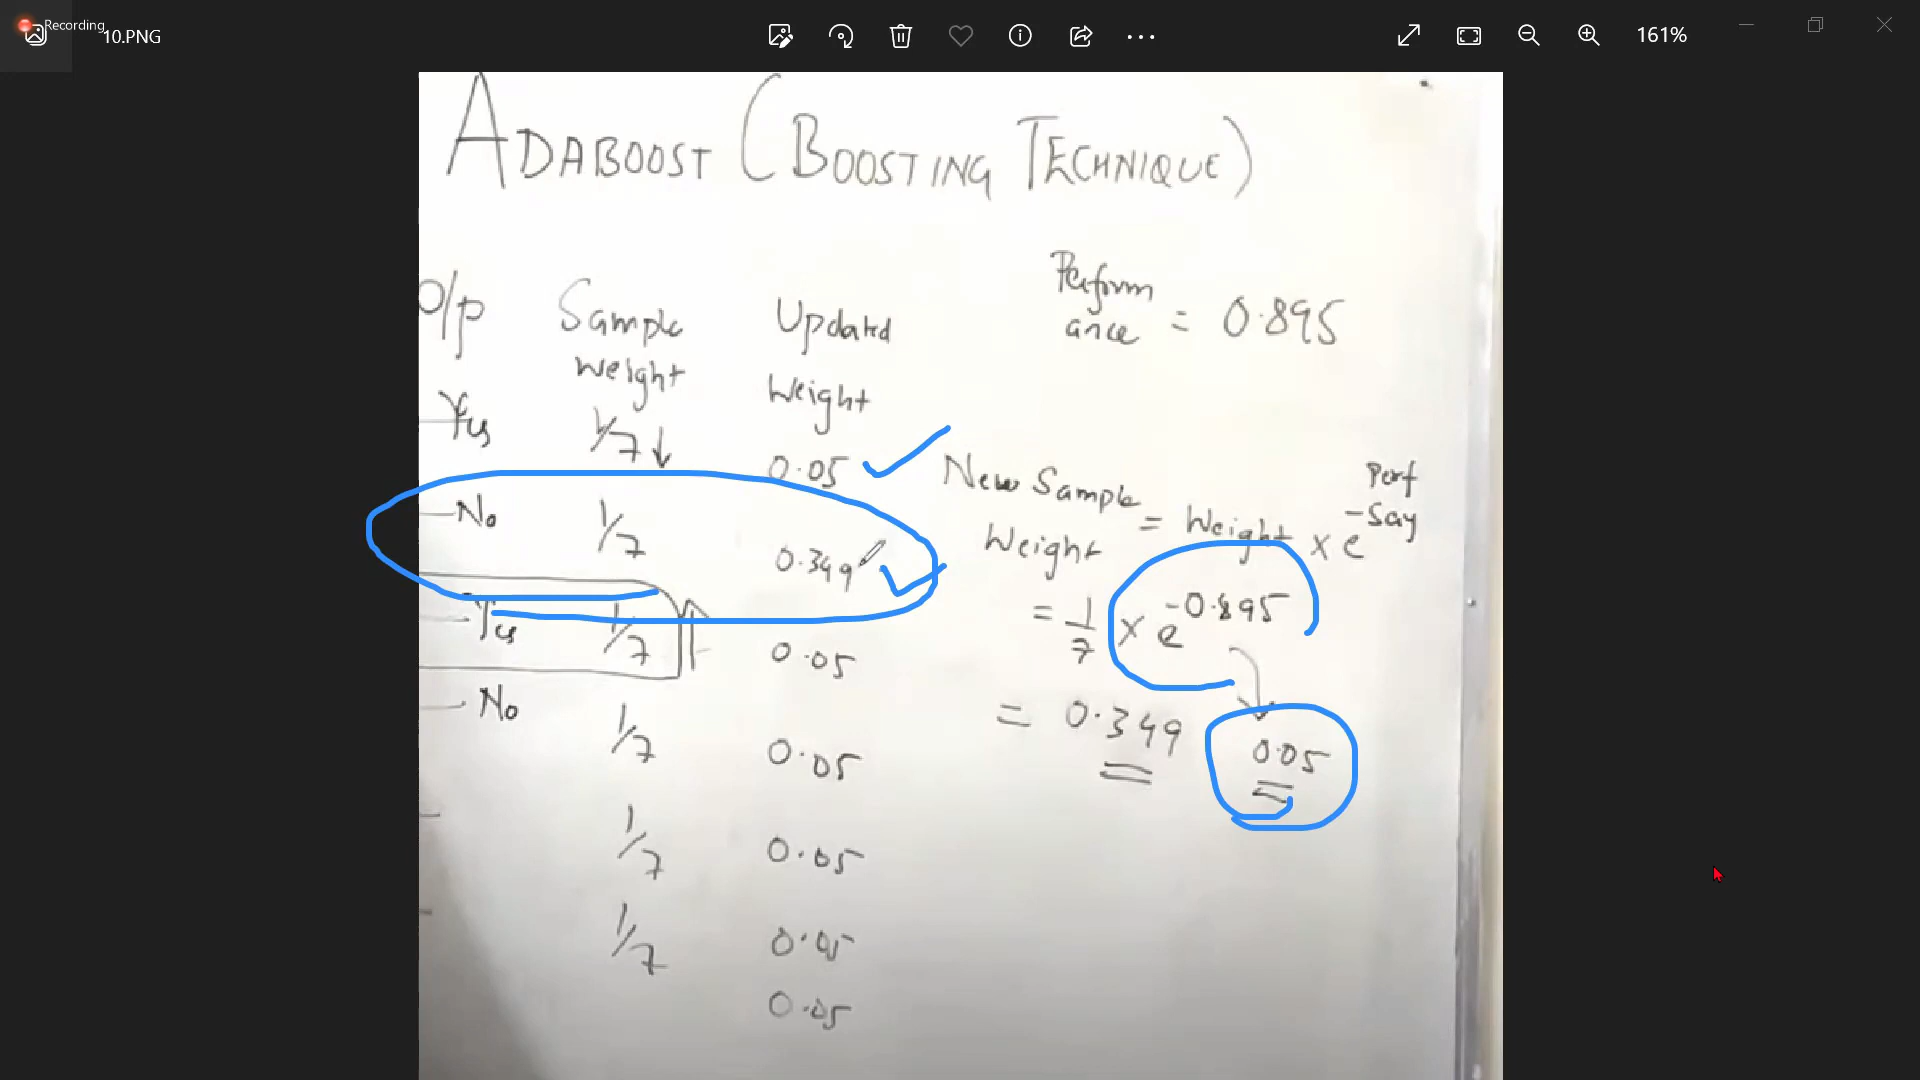 Recording
10.PNG
161%
ADABOOST (BOOSTING TECHNIQUE)
O/p
Sample
Weight
Updated
Weight
Perform
ance = 0.895
Yes 1/7 ↓ 0.05
No 1/7 0.349
Yes 1/7 0.05
No 1/7 0.05
1/7 0.05
1/7 0.05
0.05
New Sample
Weight = Weight × e
Perf
-Say
= 1/7 × e -0.895
= 0.349
0.05